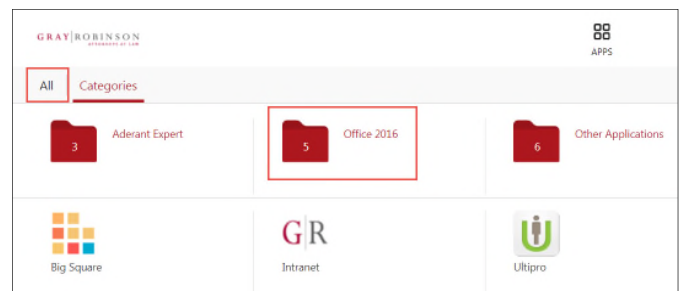 GRAY|ROBINSON
ATTORNEYS AT LAW
APPS
All Categories
3 Aderant Expert
5 Office 2016
6 Other Applications
G|R
U
Big Square
Intranet
Ultipro